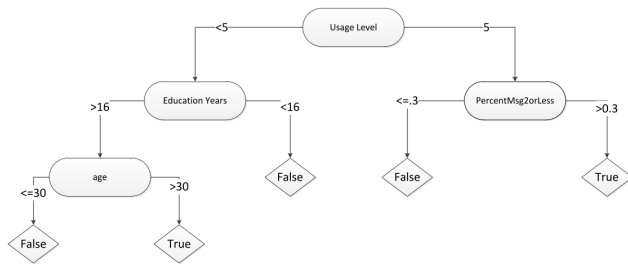 Usage Level
<5
5
Education Years
PercentMsg2orLess
>16
<16
<=.3
>0.3
age
False
False
True
<=30
>30
False
True